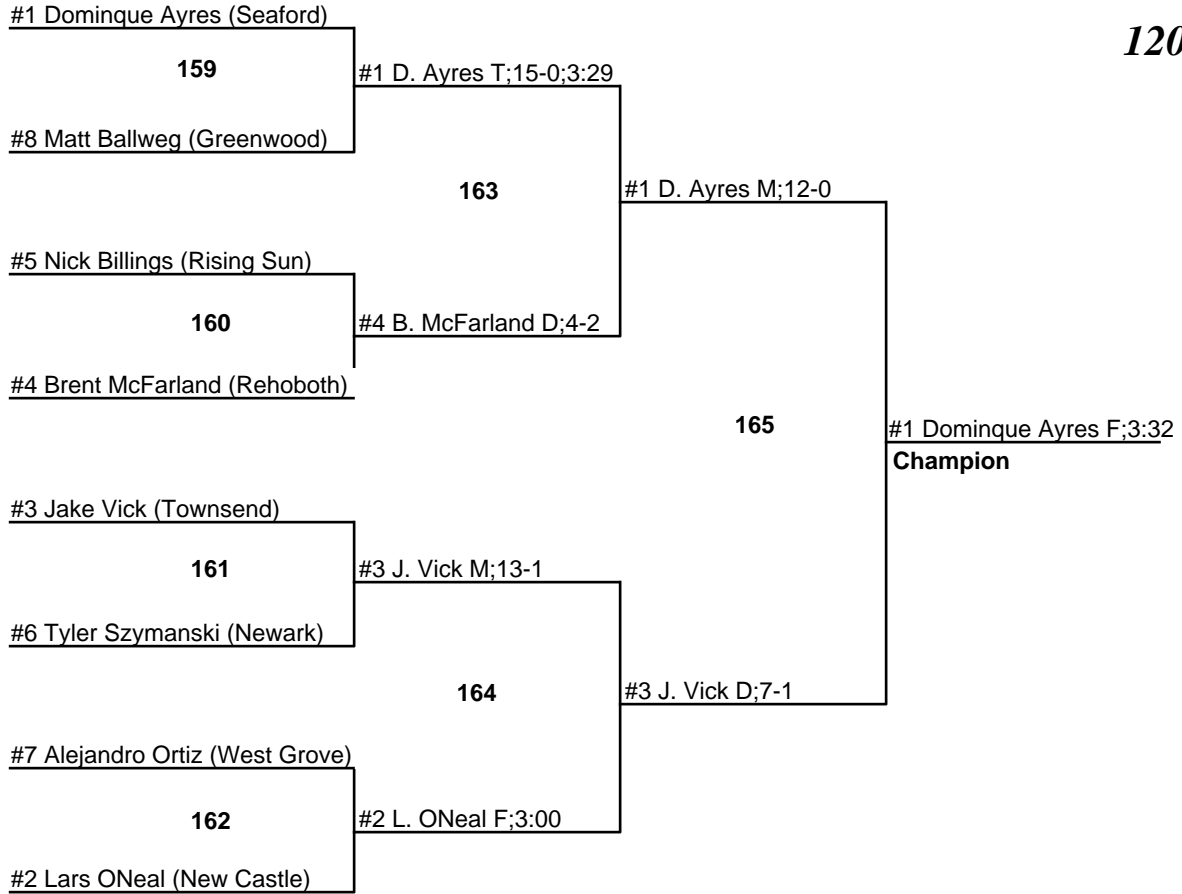 #1 Dominque Ayres (Seaford)
120
159
#1 D. Ayres T;15-0;3:29
#8 Matt Ballweg (Greenwood)
163
#1 D. Ayres M;12-0
#5 Nick Billings (Rising Sun)
160
#4 B. McFarland D;4-2
#4 Brent McFarland (Rehoboth)
165
#1 Dominque Ayres F;3:32
Champion
#3 Jake Vick (Townsend)
161
#3 J. Vick M;13-1
#6 Tyler Szymanski (Newark)
164
#3 J. Vick D;7-1
#7 Alejandro Ortiz (West Grove)
162
#2 L. ONeal F;3:00
#2 Lars ONeal (New Castle)